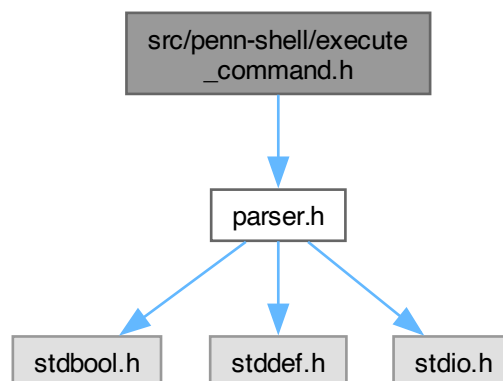 src/penn-shell/execute
_command.h
parser.h
stdbool.h
stddef.h
stdio.h